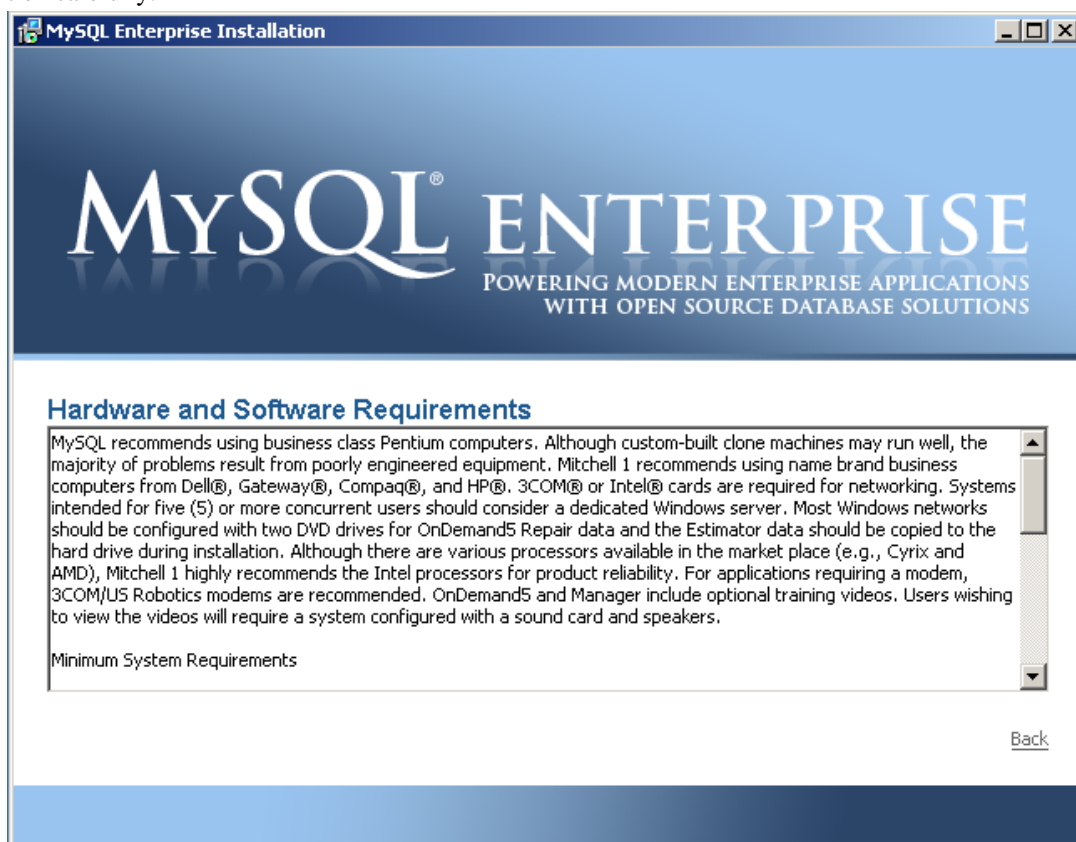 MySQL Enterprise Installation
MySQL® ENTERPRISE
POWERING MODERN ENTERPRISE APPLICATIONS
WITH OPEN SOURCE DATABASE SOLUTIONS
Hardware and Software Requirements
MySQL recommends using business class Pentium computers. Although custom-built clone machines may run well, the
majority of problems result from poorly engineered equipment. Mitchell 1 recommends using name brand business
computers from Dell®, Gateway®, Compaq®, and HP®. 3COM® or Intel® cards are required for networking. Systems
intended for five (5) or more concurrent users should consider a dedicated Windows server. Most Windows networks
should be configured with two DVD drives for OnDemand5 Repair data and the Estimator data should be copied to the
hard drive during installation. Although there are various processors available in the market place (e.g., Cyrix and
AMD), Mitchell 1 highly recommends the Intel processors for product reliability. For applications requiring a modem,
3COM/US Robotics modems are recommended. OnDemand5 and Manager include optional training videos. Users wishing
to view the videos will require a system configured with a sound card and speakers.
Minimum System Requirements
Back